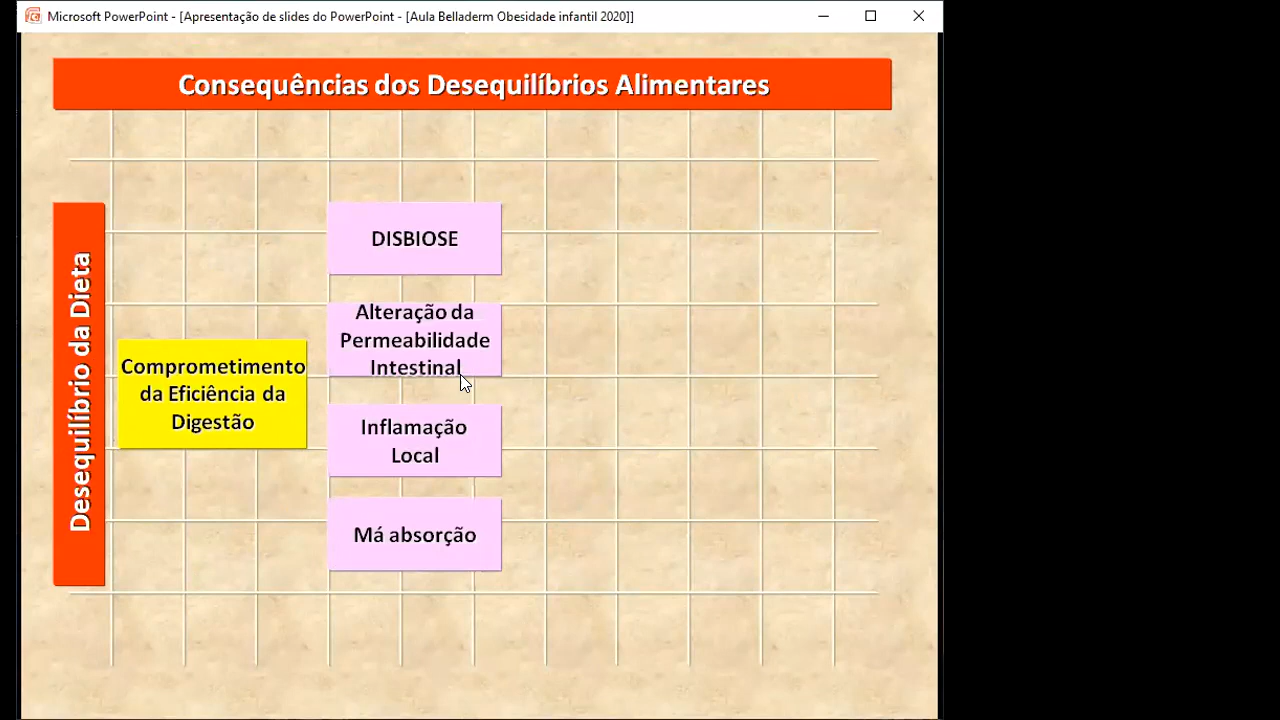 Microsoft PowerPoint - [Apresentação de slides do PowerPoint - [Aula Belladerm Obesidade infantil 2020]]
Consequências dos Desequilíbrios Alimentares
Desequilíbrio da Dieta
Comprometimento
da Eficiência da
Digestão
DISBIOSE
Alteração da
Permeabilidade
Intestinal
Inflamação
Local
Má absorção